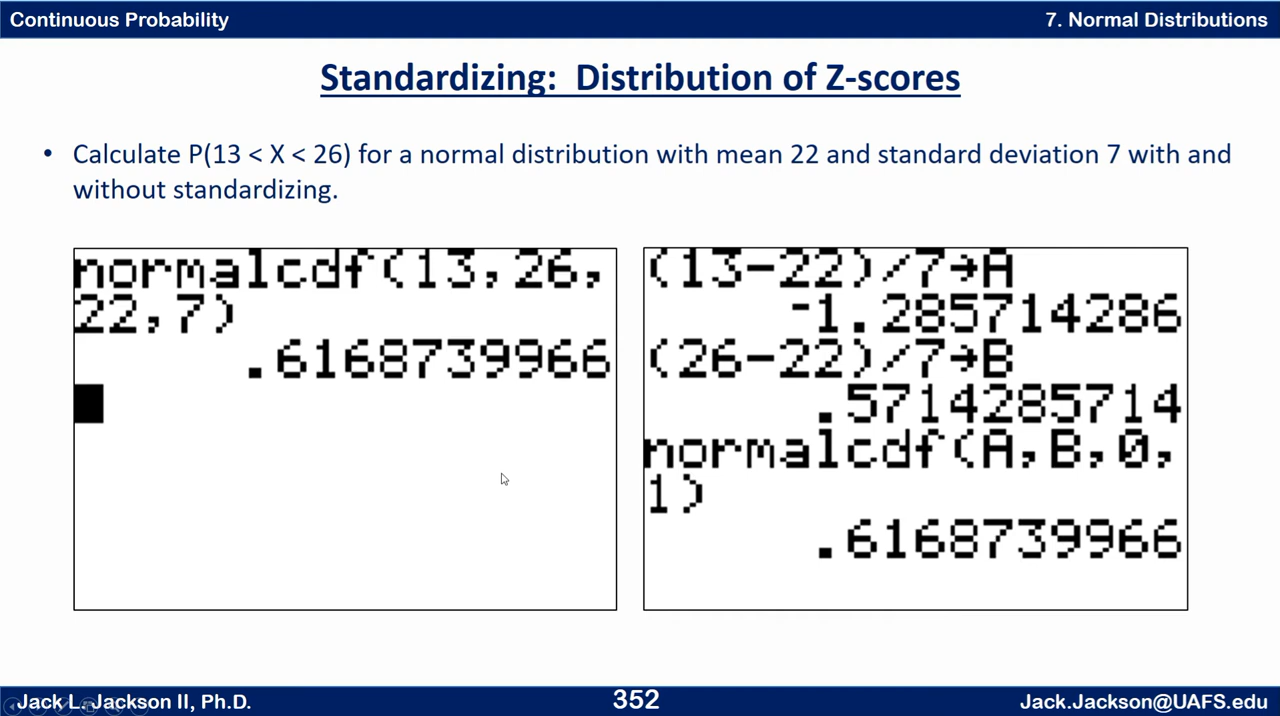 Continuous Probability
7. Normal Distributions
Standardizing:  Distribution of Z-scores
• Calculate P(13 < X < 26) for a normal distribution with mean 22 and standard deviation 7 with and
without standardizing.
normalcdf(13,26,
22,7)
.6168739966
(13-22)/7→A
-1.285714286
(26-22)/7→B
.5714285714
normalcdf(A,B,0,
1)
.6168739966
Jack L. Jackson II, Ph.D.
352
Jack.Jackson@UAFS.edu